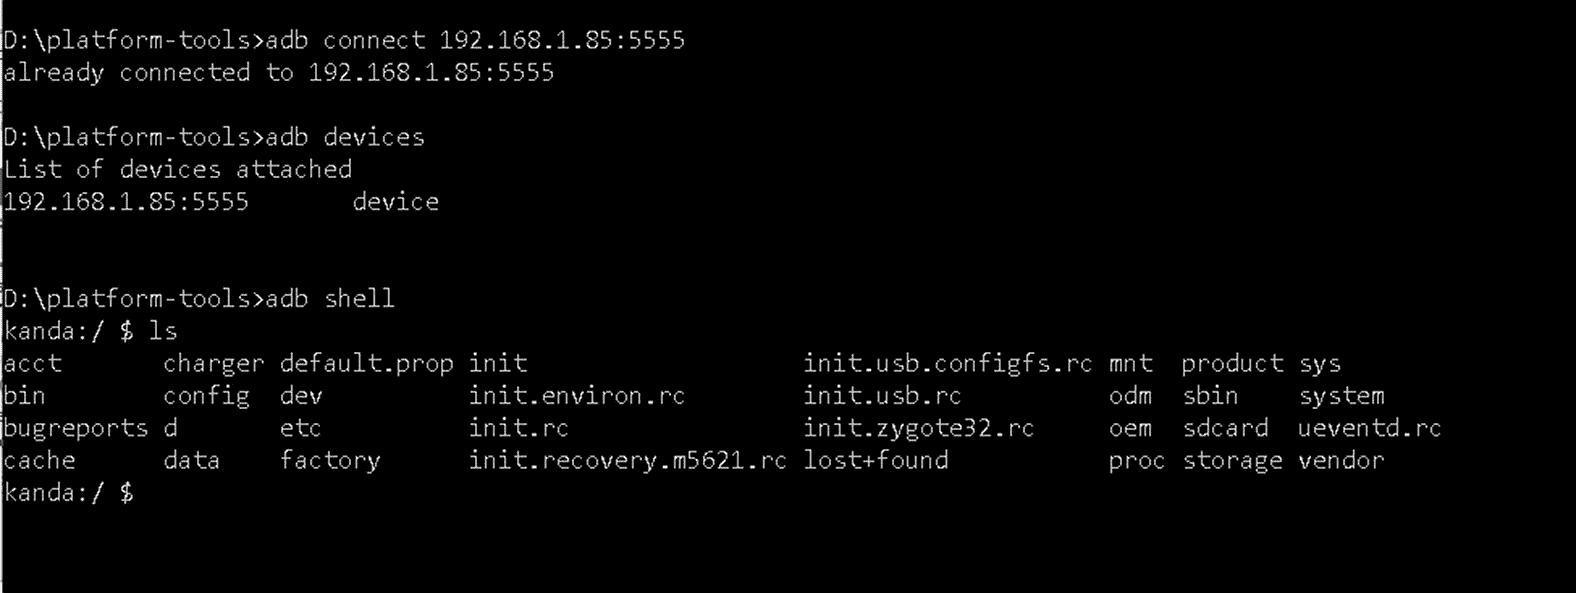 D:\platform-tools>adb connect 192.168.1.85:5555
already connected to 192.168.1.85:5555
D:\platform-tools>adb devices
List of devices attached
192.168.1.85:5555       device
D:\platform-tools>adb shell
kanda:/ $ ls
acct       charger default.prop init                   init.usb.configfs.rc mnt  product sys
bin        config  dev          init.environ.rc        init.usb.rc          odm  sbin    system
bugreports d       etc          init.rc                init.zygote32.rc     oem  sdcard  ueventd.rc
cache      data    factory      init.recovery.m5621.rc lost+found           proc storage vendor
kanda:/ $